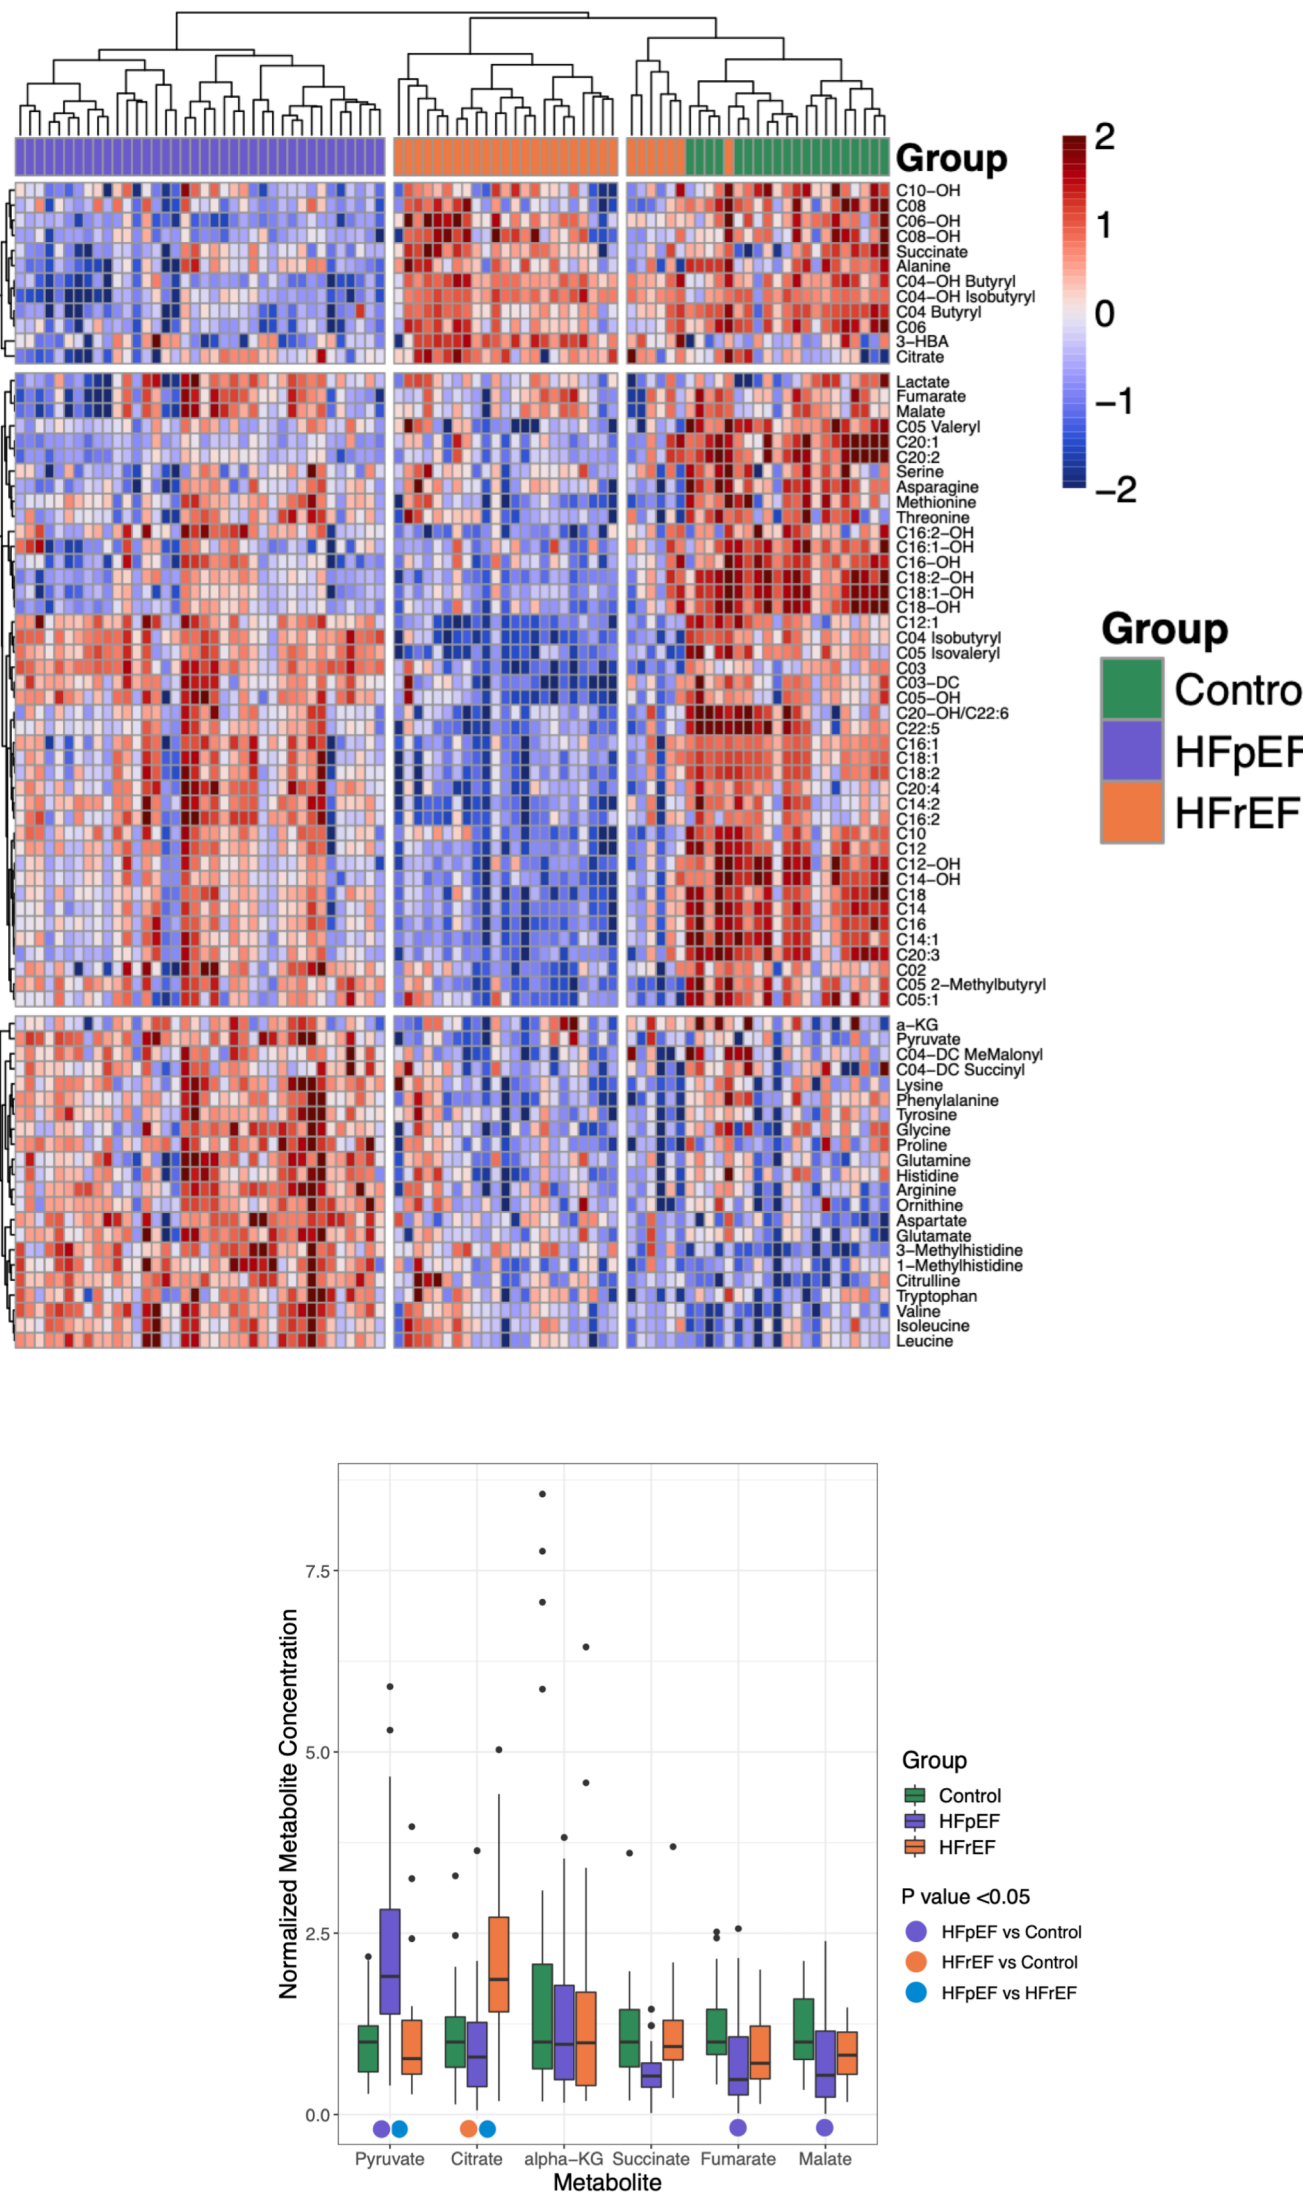 Group
2
1
0
−1
−2
C10−OH
C08
C06−OH
C08−OH
Succinate
Alanine
C04−OH Butyryl
C04−OH Isobutyryl
C04 Butyryl
C06
3−HBA
Citrate
Lactate
Fumarate
Malate
C05 Valeryl
C20:1
C20:2
Serine
Asparagine
Methionine
Threonine
C16:2−OH
C16:1−OH
C16−OH
C18:2−OH
C18:1−OH
C18−OH
C12:1
C04 Isobutyryl
C05 Isovaleryl
C03
C03−DC
C05−OH
C20−OH/C22:6
C22:5
C16:1
C18:1
C18:2
C20:4
C14:2
C16:2
C10
C12
C12−OH
C14−OH
C18
C14
C16
C14:1
C20:3
C02
C05 2−Methylbutyryl
C05:1
a−KG
Pyruvate
C04−DC MeMalonyl
C04−DC Succinyl
Lysine
Phenylalanine
Tyrosine
Glycine
Proline
Glutamine
Histidine
Arginine
Ornithine
Aspartate
Glutamate
3−Methylhistidine
1−Methylhistidine
Citrulline
Tryptophan
Valine
Isoleucine
Leucine
Group
Contro
HFpEF
HFrEF
Normalized Metabolite Concentration
7.5
5.0
2.5
0.0
Pyruvate Citrate alpha−KG Succinate Fumarate Malate
Metabolite
Group
Control
HFpEF
HFrEF
P value <0.05
HFpEF vs Control
HFrEF vs Control
HFpEF vs HFrEF